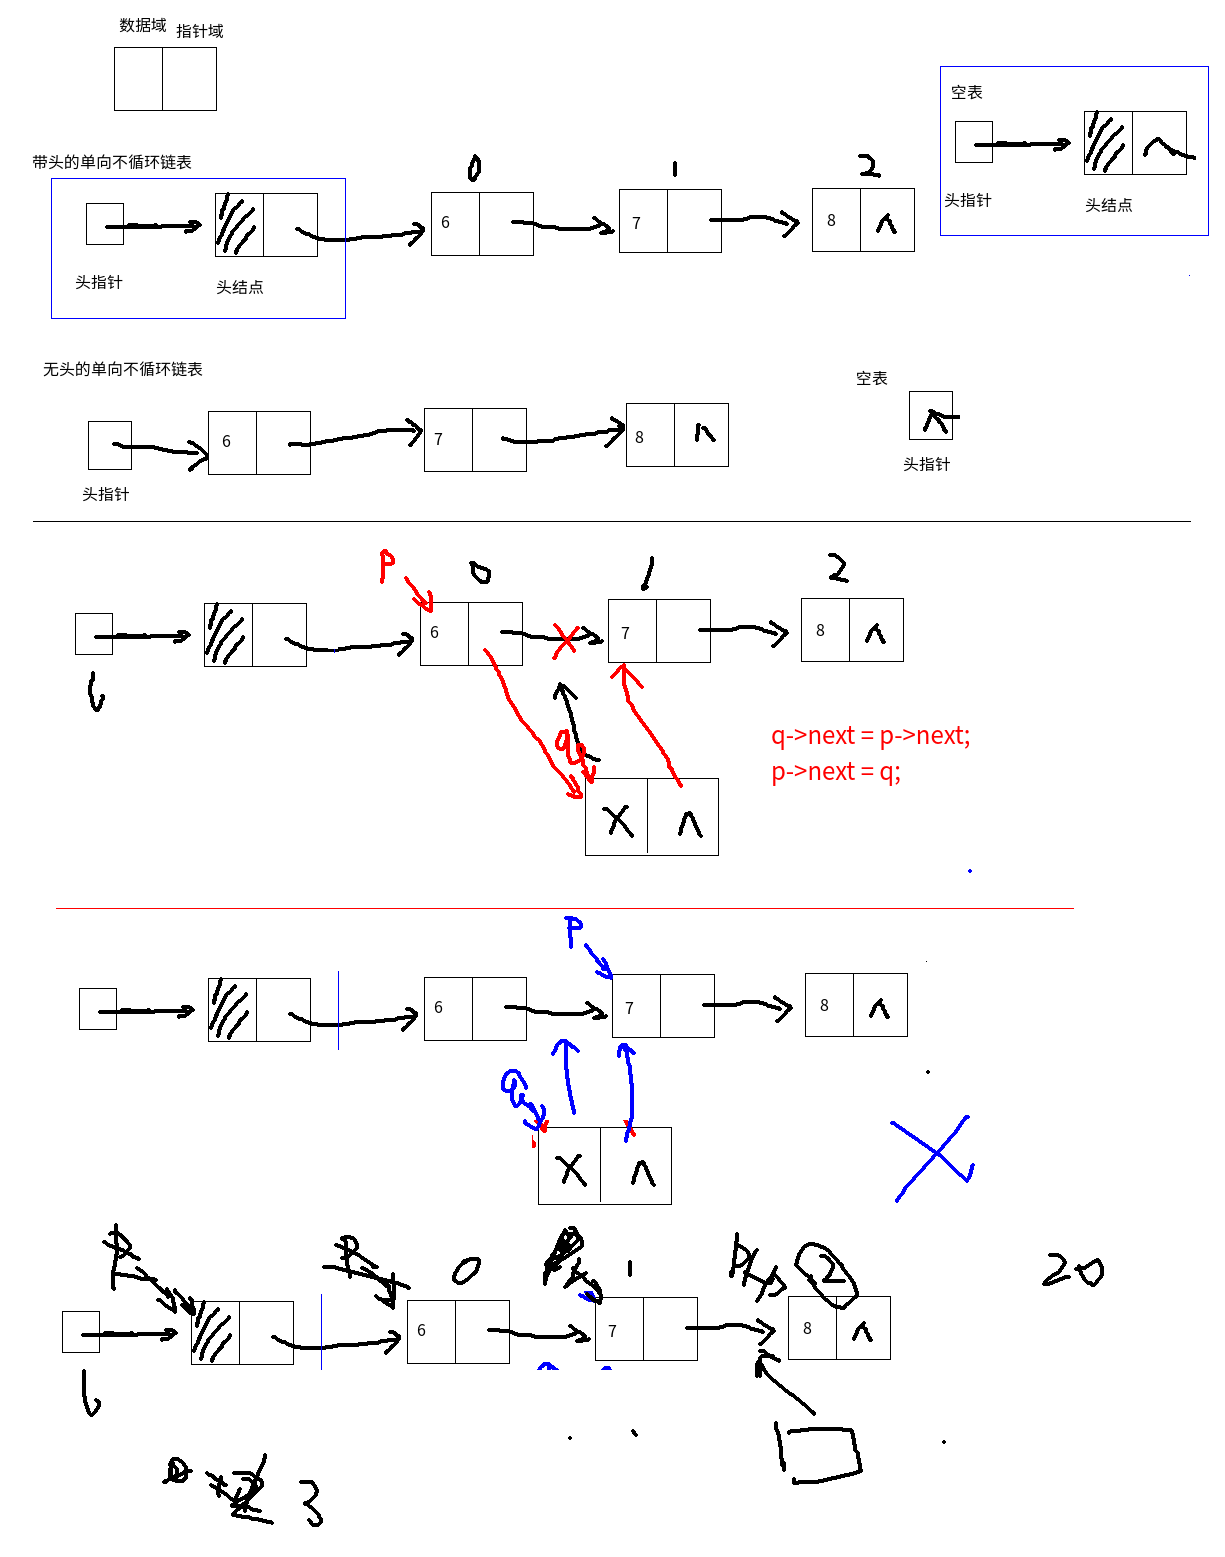 数据域 指针域
空表
头指针
头结点
带头的单向不循环链表
0 1 2
6 7 8 ^
头指针
头结点
无头的单向不循环链表
空表
6 7 8 ^
头指针
头指针
p 0 1 2
6 7 8 ^
L
q
q->next = p->next;
p->next = q;
x ^
p
6 7 8 ^
q
x ^
p p 0 1 p 2 20
6 7 8 ^
L
3